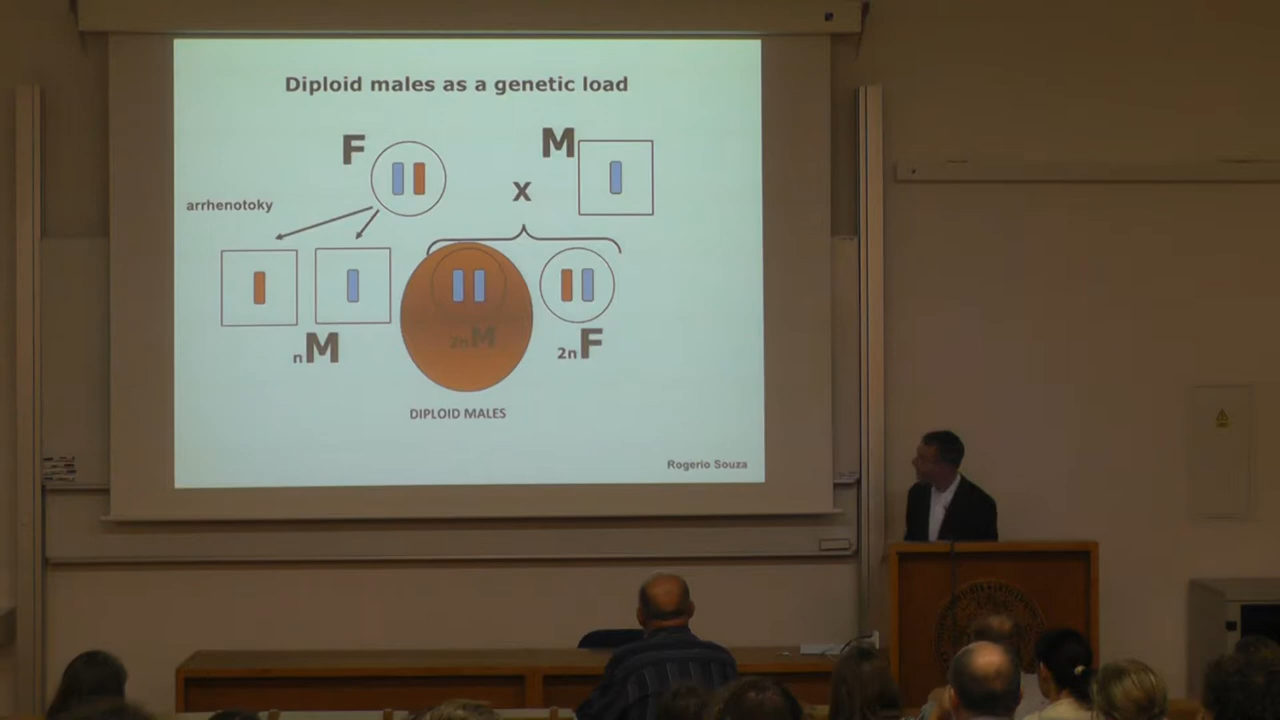 Diploid males as a genetic load
F
M
X
arrhenotoky
nM
2nM
2nF
DIPLOID MALES
Rogerio Souza